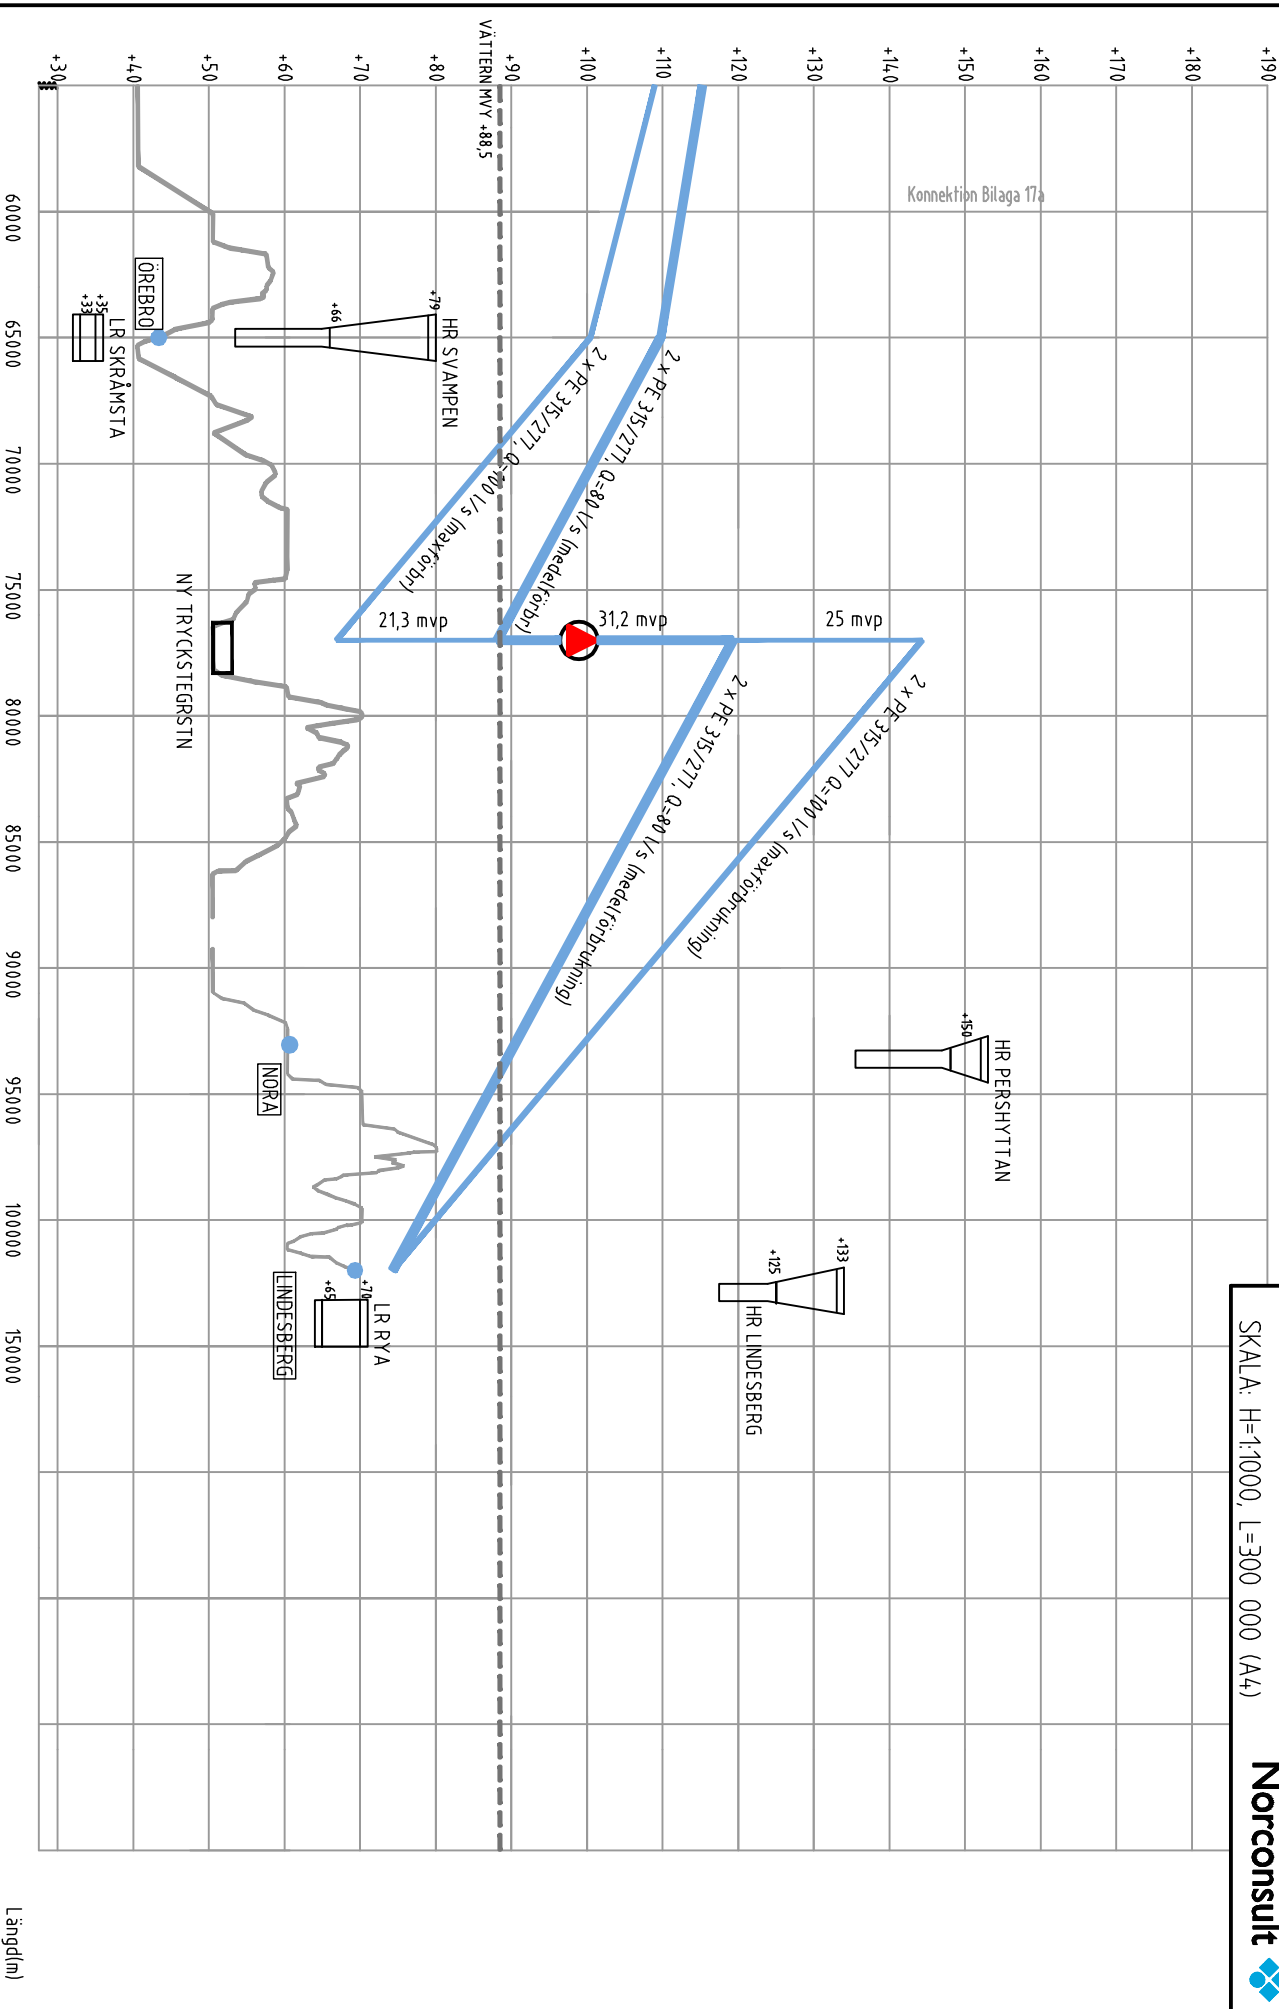 +190
+180
+170
+160
+150
+140
+130
+120
+110
+100
+90
+80
+70
+60
+50
+40
+30
VÄTTERN MVY +88,5
Konnektion Bilaga 17a
HR SVAMPEN
+79
+66
ÖREBRO
LR SKRÅMSTA
+35
+33
2 x PE 315/277, Q=80 l/s (medelförbr)
2 x PE 315/277, Q=100 l/s (maxförbr)
NY TRYCKSTEGRSTN
21,3 mvp
31,2 mvp
25 mvp
2 x PE 315/277 Q=100 l/s (maxförbrukning)
2 x PE 315/277, Q=80 l/s (medelförbrukning)
HR PERSHYTTAN
+150
NORA
HR LINDESBERG
+133
+125
LR RYA
+70
+65
LINDESBERG
60000
65000
70000
75000
80000
85000
90000
95000
100000
150000
Längd(m)
SKALA: H=1:1000, L=300 000 (A4)
Norconsult